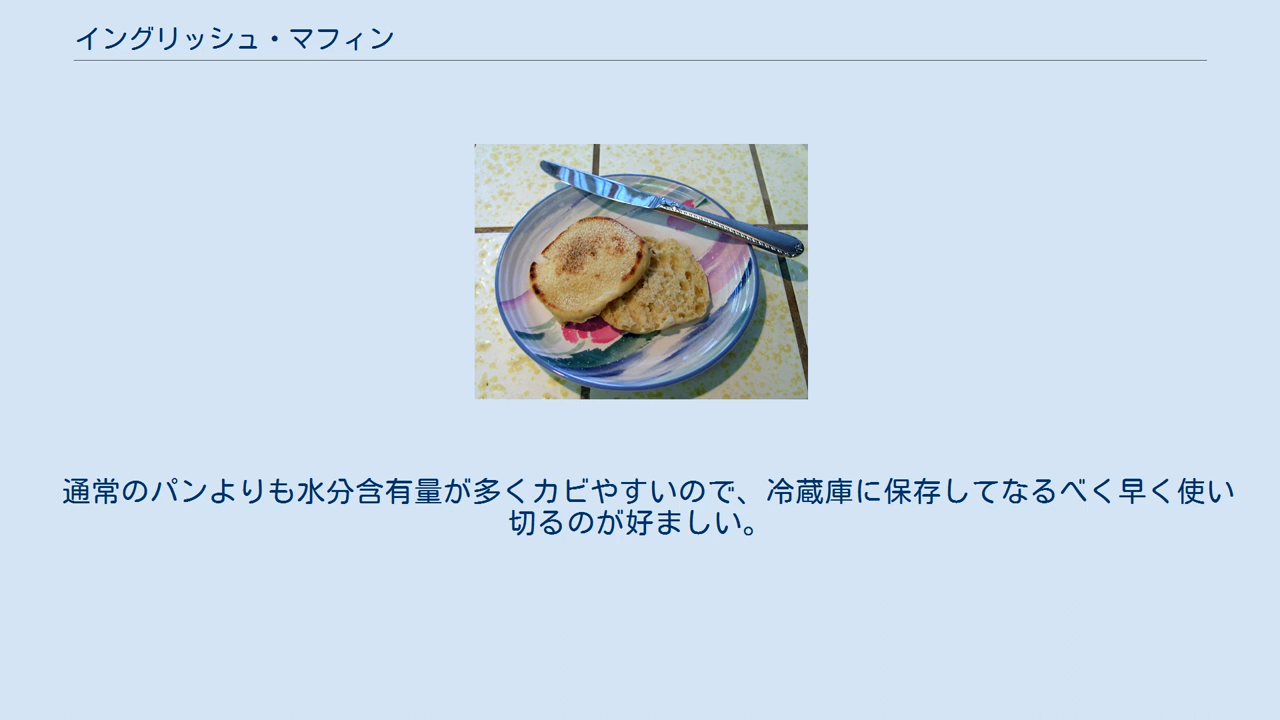 イングリッシュ・マフィン
通常のパンよりも水分含有量が多くカビやすいので、冷蔵庫に保存してなるべく早く使い
切るのが好ましい。